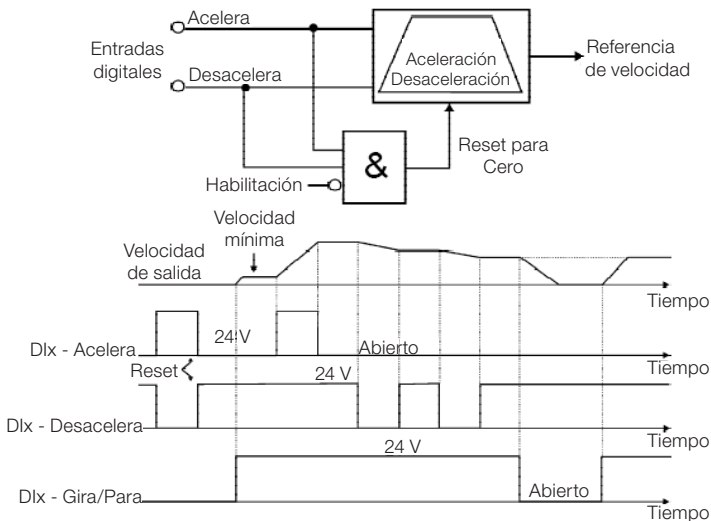 Acelera
Entradas
digitales
Desacelera
Aceleración
Desaceleración
Referencia
de velocidad
&
Reset para
Cero
Habilitación
Velocidad
mínima
Velocidad
de salida
Tiempo
24 V
DIx - Acelera
Abierto
Tiempo
Reset
24 V
DIx - Desacelera
Tiempo
24 V
DIx - Gira/Para
Abierto
Tiempo